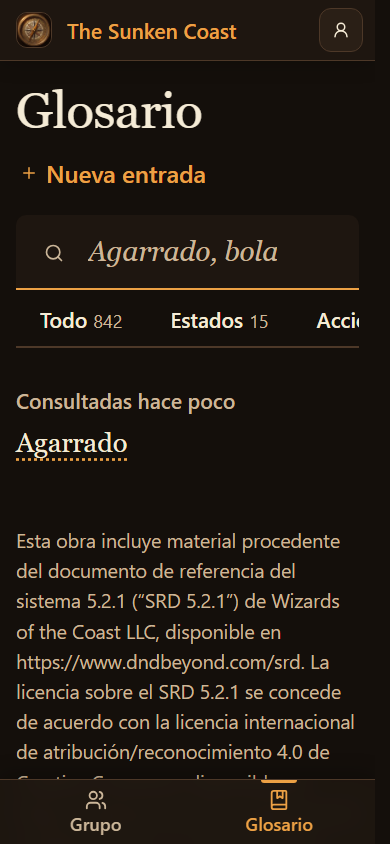 The Sunken Coast
Glosario
+ Nueva entrada
Agarrado, bola
Todo 842 Estados 15
Consultadas hace poco
Agarrado
Esta obra incluye material procedente
del documento de referencia del
sistema 5.2.1 (“SRD 5.2.1”) de Wizards
of the Coast LLC, disponible en
https://www.dndbeyond.com/srd. La
licencia sobre el SRD 5.2.1 se concede
de acuerdo con la licencia internacional
de atribución/reconocimiento 4.0 de
Grupo Glosario